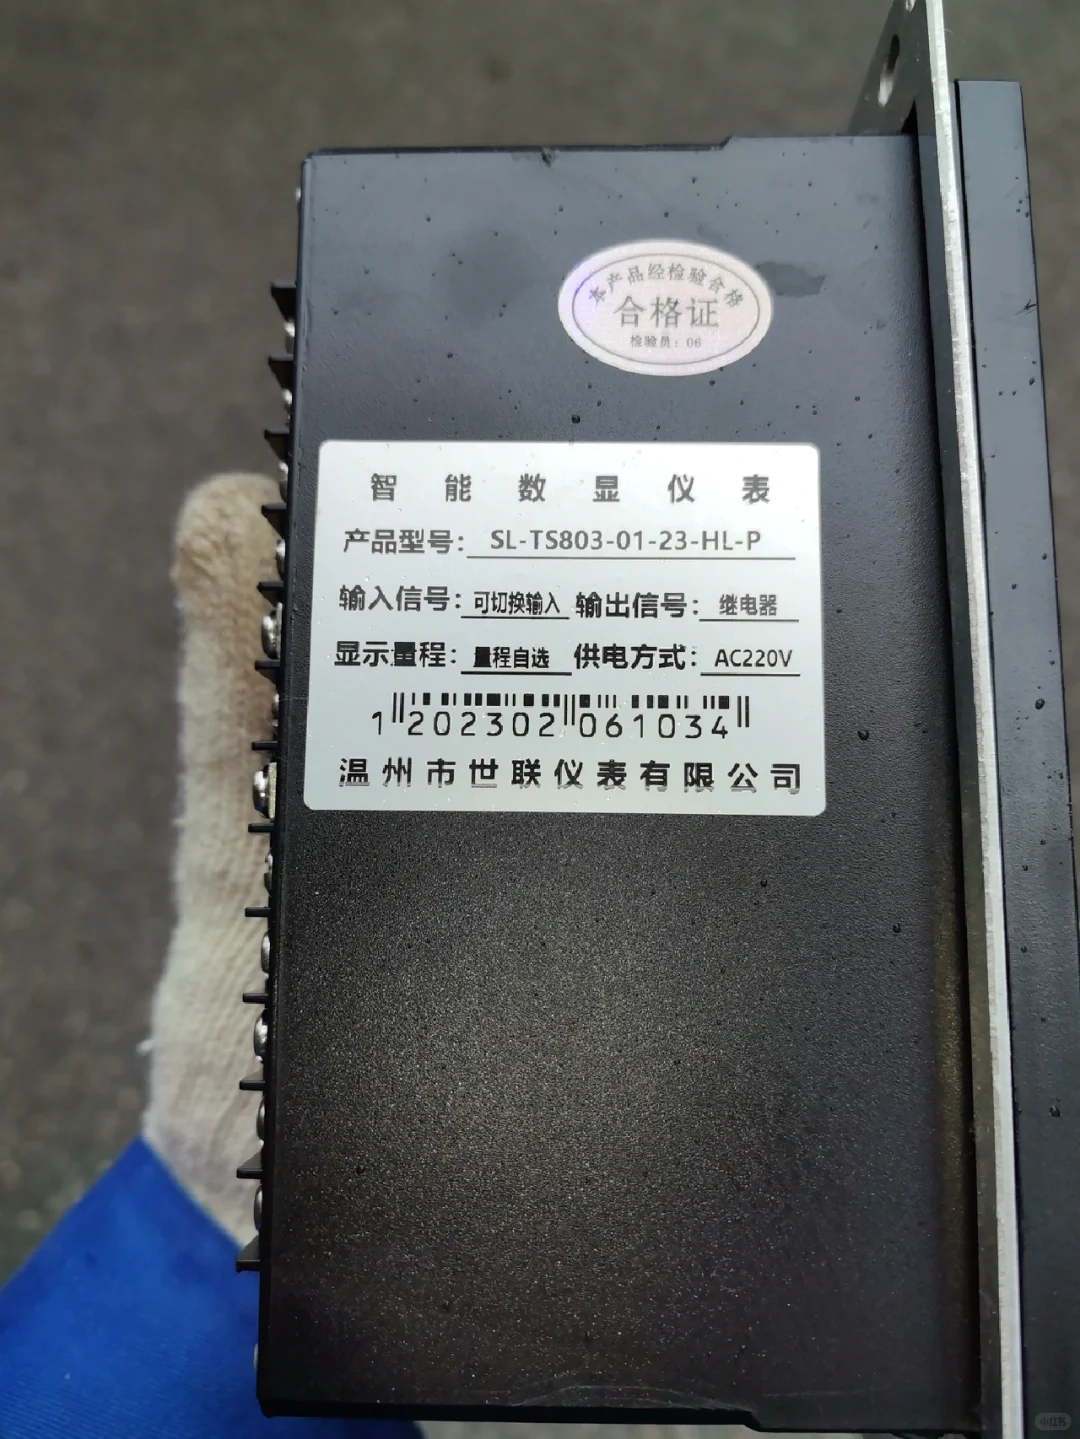 本产品经检验合格
合格证
检验员：06
智能数显仪表
产品型号：SL-TS803-01-23-HL-P
输入信号：可切换输入 输出信号：继电器
显示量程：量程自选 供电方式：AC220V
1 202302 061034
温州市世联仪表有限公司
小红书